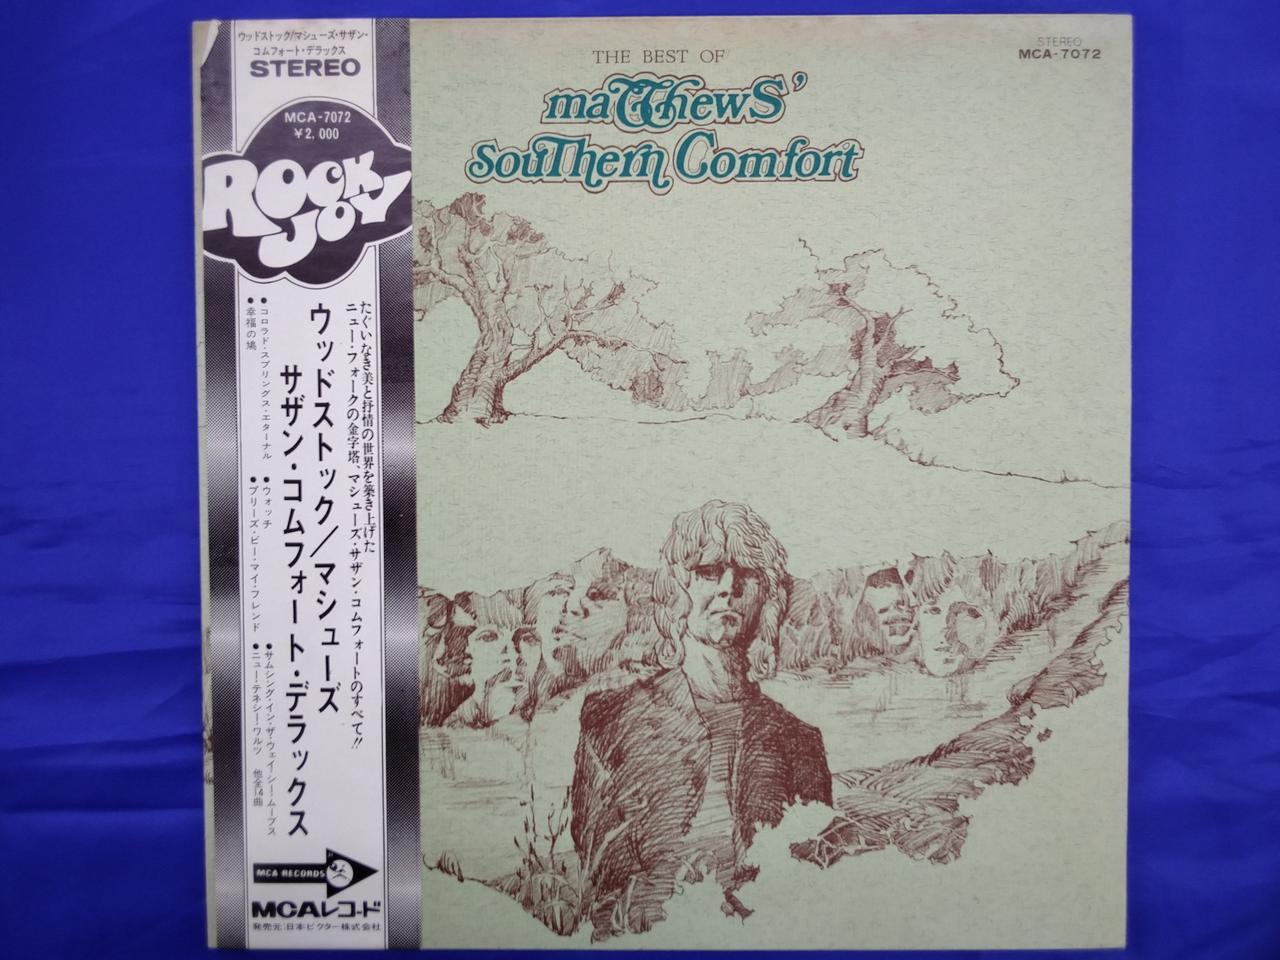 ウッドストック/マシューズ・サザン・
コムフォート・デラックス
STEREO
MCA-7072
¥2,000
ROCK
JOY
たぐいなき美と抒情の世界を築き上げた
ニュー・フォークの金字塔、マシューズ・サザン・コムフォートのすべて!!
ウッドストック/マシューズ
サザン・コムフォート・デラックス
●コロラド・スプリングス・エターナル
●幸福の鳩
●ウォッチ
●プリーズ・ビー・マイ・フレンド
●サムシング・イン・ザ・ウェイ・シー・ムーブス
●ニュー・テネシー・ワルツ 他全14曲
MCA RECORDS
MCAレコード
発売元:日本ビクター株式会社
THE BEST OF
matthews'
southern Comfort
STEREO
MCA-7072